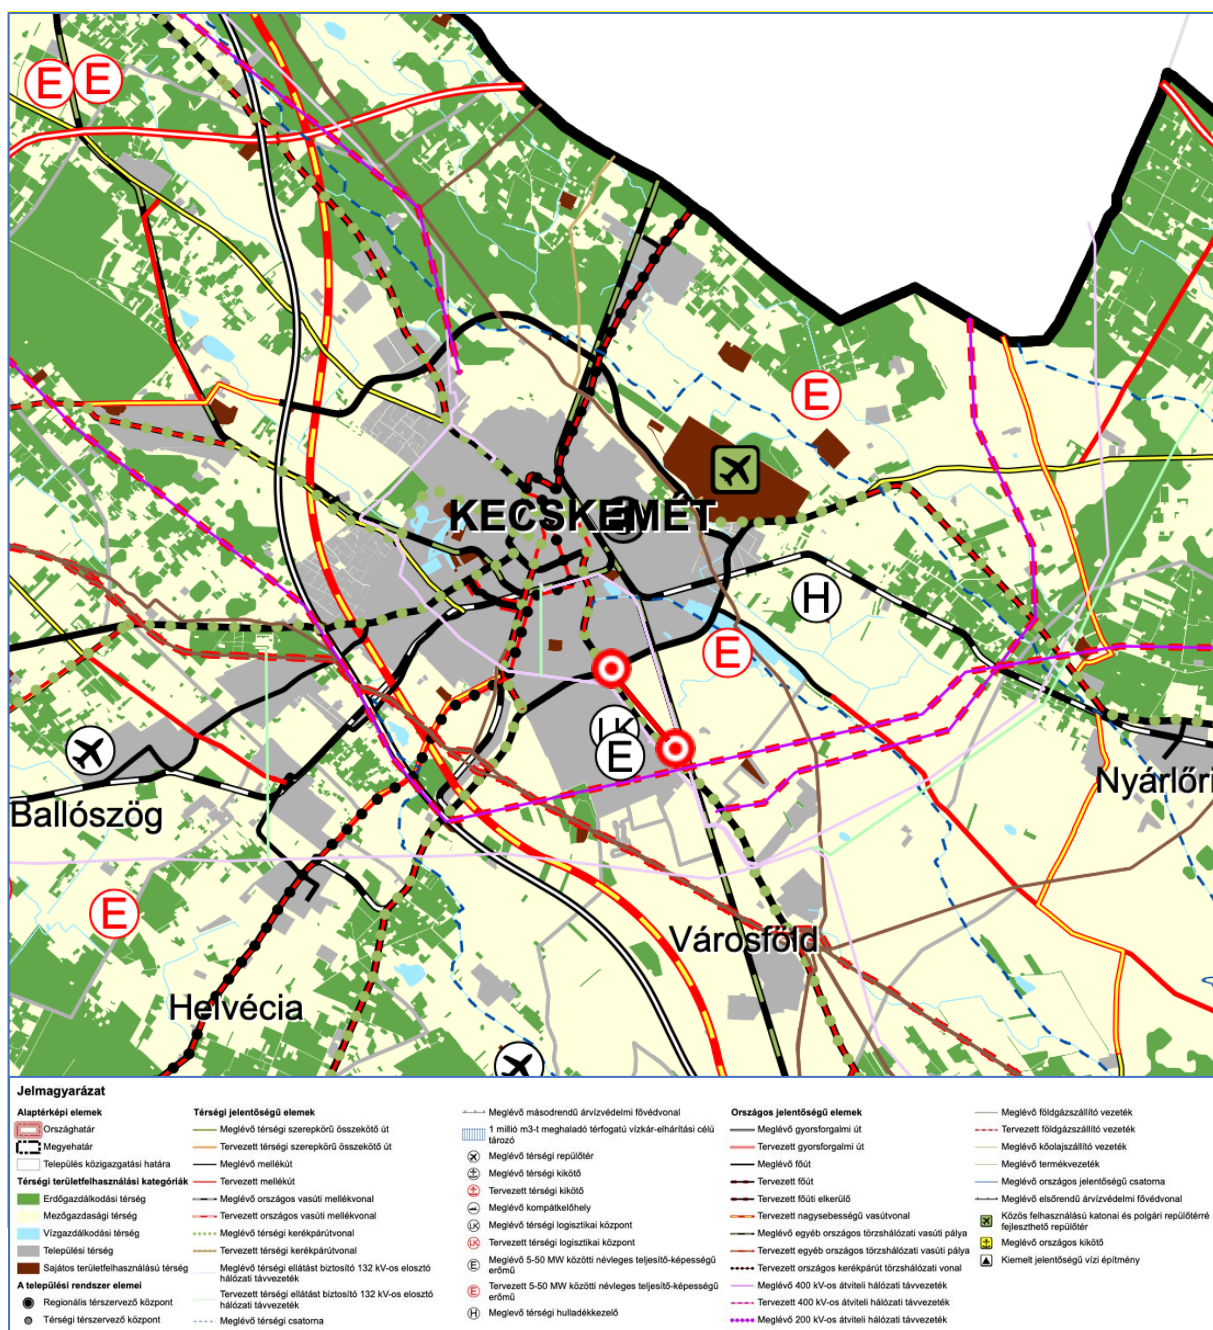 E
E
E
KECSKEMÉT
H
E
LK
E
Ballószög
Nyárlőri
E
Városföld
Helvécia
Jelmagyarázat
Alaptérképi elemek
Országhatár
Megyehatár
Település közigazgatási határa
Térségi területfelhasználási kategóriák
Erdőgazdálkodási térség
Mezőgazdasági térség
Vízgazdálkodási térség
Települési térség
Sajátos területfelhasználású térség
A települési rendszer elemei
Regionális térszervező központ
Térségi térszervező központ
Térségi jelentőségű elemek
Meglévő térségi szerepkörű összekötő út
Tervezett térségi szerepkörű összekötő út
Meglévő mellékút
Tervezett mellékút
Meglévő országos vasúti mellékvonal
Tervezett országos vasúti mellékvonal
Meglévő térségi kerékpárútvonal
Tervezett térségi kerékpárútvonal
Meglévő térségi ellátást biztosító 132 kV-os elosztó
hálózati távvezeték
Tervezett térségi ellátást biztosító 132 kV-os elosztó
hálózati távvezeték
Meglévő térségi csatorna
Meglévő másodrendű árvízvédelmi fővédvonal
1 millió m3-t meghaladó térfogatú vízkár-elhárítási célú
tározó
Meglévő térségi repülőtér
Meglévő térségi kikötő
Tervezett térségi kikötő
Meglévő kompátkelőhely
LK Meglévő térségi logisztikai központ
LK Tervezett térségi logisztikai központ
E Meglévő 5-50 MW közötti névleges teljesítő-képességű
erőmű
E Tervezett 5-50 MW közötti névleges teljesítő-képességű
erőmű
H Meglévő térségi hulladékkezelő
Országos jelentőségű elemek
Meglévő gyorsforgalmi út
Tervezett gyorsforgalmi út
Meglévő főút
Tervezett főút
Tervezett főúti elkerülő
Tervezett nagysebességű vasútvonal
Meglévő egyéb országos törzshálózati vasúti pálya
Tervezett egyéb országos törzshálózati vasúti pálya
Tervezett országos kerékpárút törzshálózati vonal
Meglévő 400 kV-os átviteli hálózati távvezeték
Tervezett 400 kV-os átviteli hálózati távvezeték
Meglévő 200 kV-os átviteli hálózati távvezeték
Meglévő földgázszállító vezeték
Tervezett földgázszállító vezeték
Meglévő kőolajszállító vezeték
Meglévő termékvezeték
Meglévő országos jelentőségű csatorna
Meglévő elsőrendű árvízvédelmi fővédvonal
Közös felhasználású katonai és polgári repülőtérré
fejleszthető repülőtér
Meglévő országos kikötő
Kiemelt jelentőségű vízi építmény